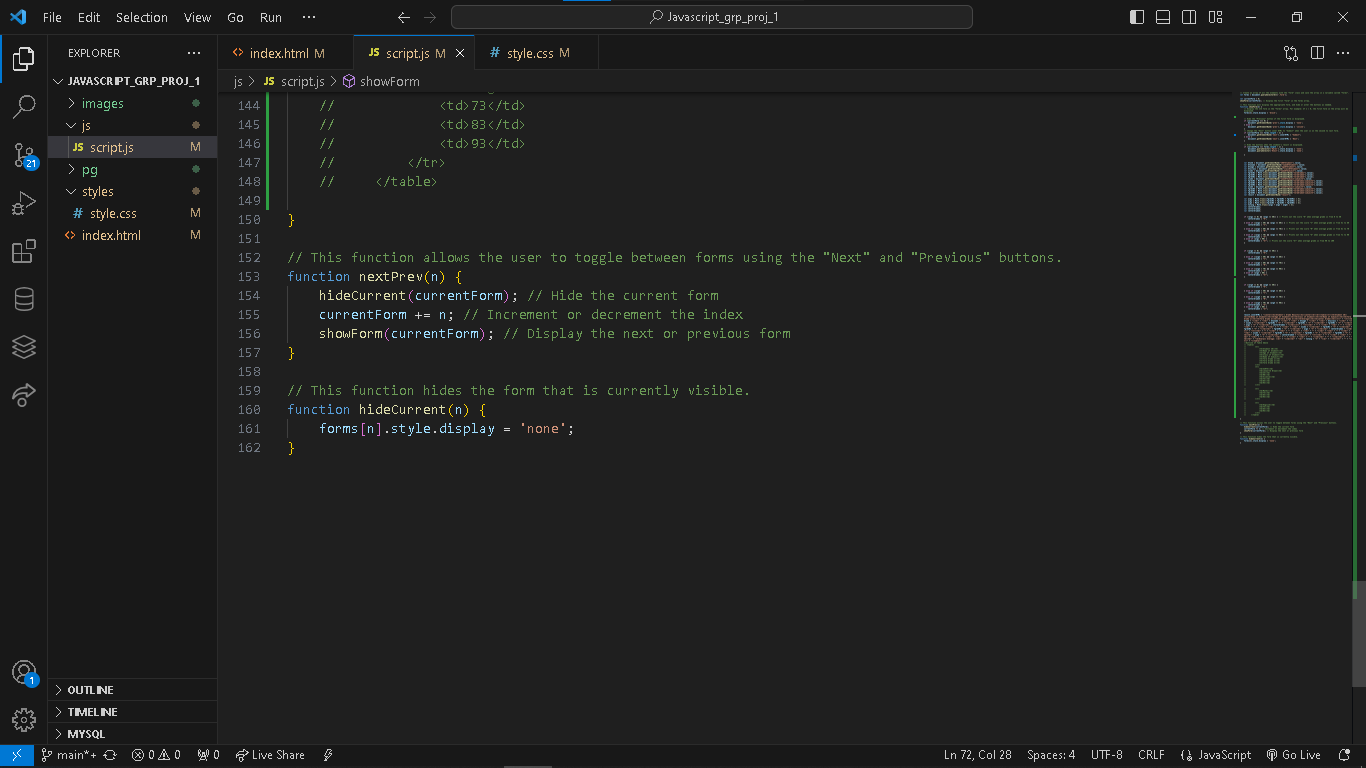 File Edit Selection View Go Run ···
Javascript_grp_proj_1
EXPLORER
JAVASCRIPT_GRP_PROJ_1
images
js
JS script.js M
pg
styles
# style.css M
<> index.html M
21
1
OUTLINE
TIMELINE
MYSQL
<> index.html M
JS script.js M
# style.css M
js > JS script.js > showForm
144 // <td>73</td>
145 // <td>83</td>
146 // <td>93</td>
147 // </tr>
148 // </table>
149
150 }
151
152 // This function allows the user to toggle between forms using the "Next" and "Previous" buttons.
153 function nextPrev(n) {
154 hideCurrent(currentForm); // Hide the current form
155 currentForm += n; // Increment or decrement the index
156 showForm(currentForm); // Display the next or previous form
157 }
158
159 // This function hides the form that is currently visible.
160 function hideCurrent(n) {
161 forms[n].style.display = 'none';
162 }
main*+ 0 0 0 Live Share Ln 72, Col 28 Spaces: 4 UTF-8 CRLF JavaScript Go Live